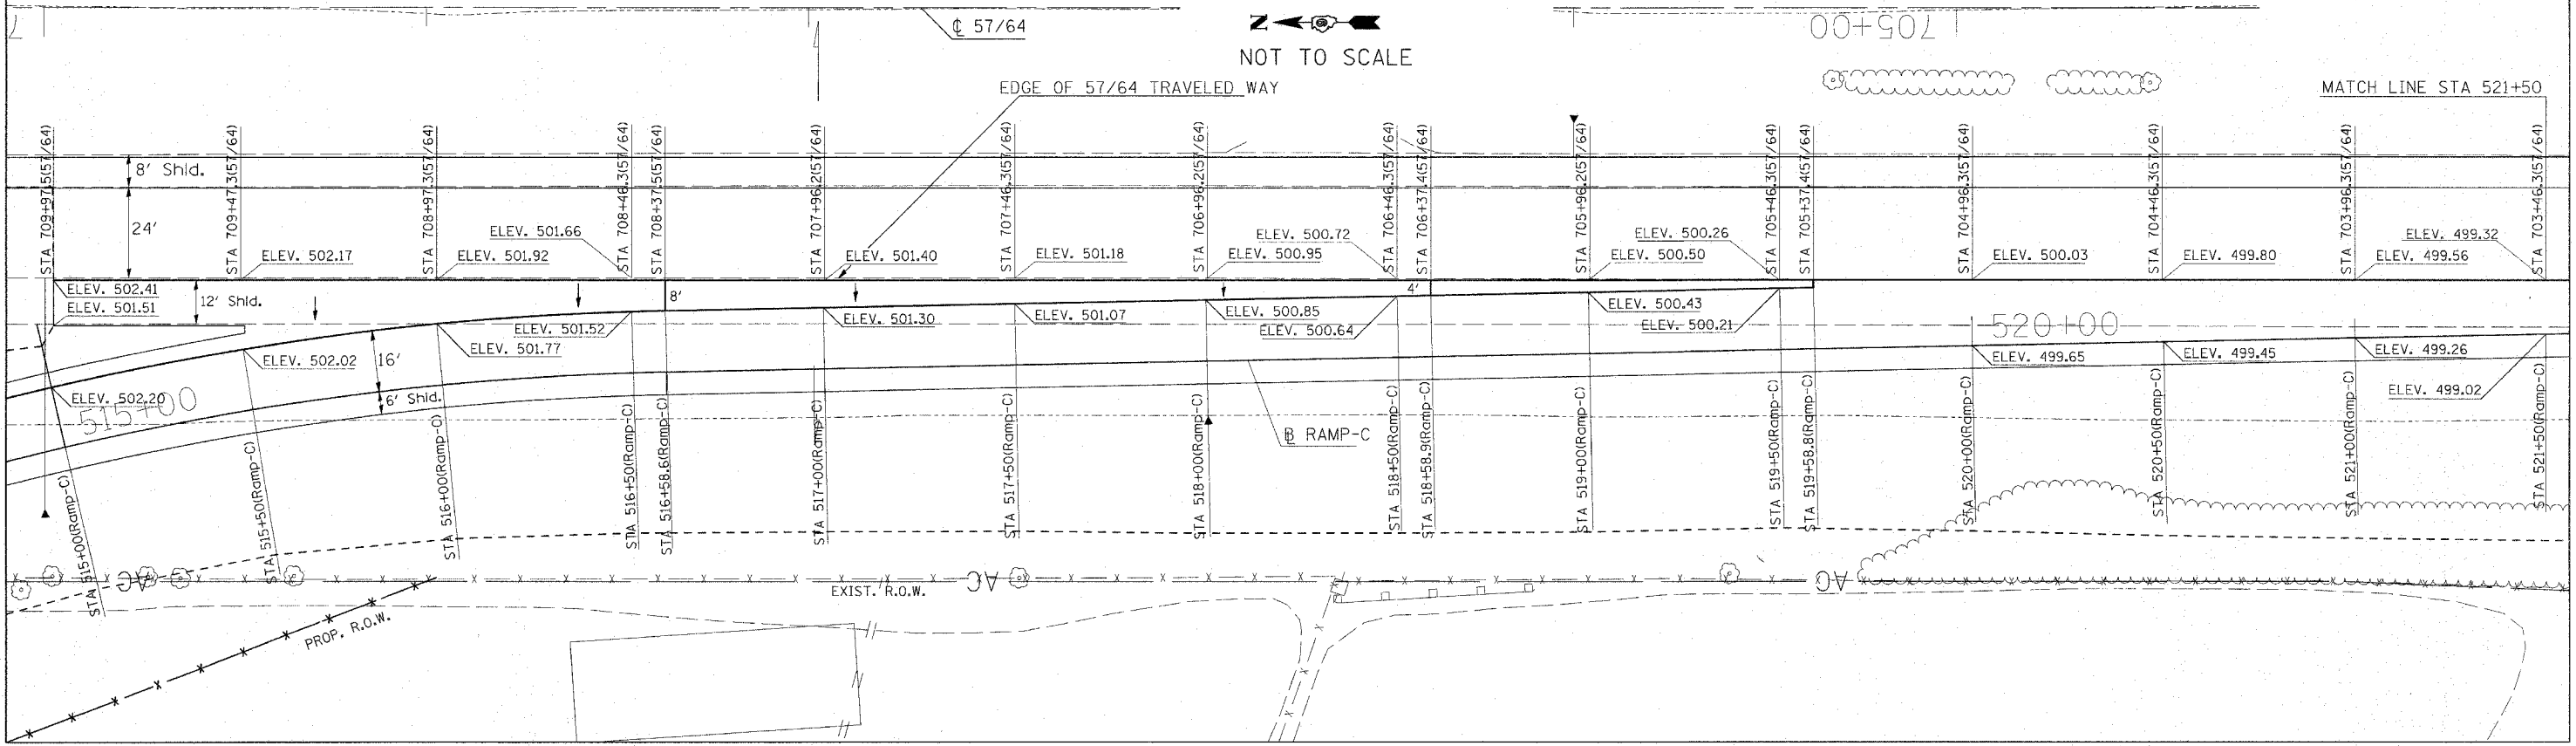 ℄ 57/64
N
NOT TO SCALE
705+00
7
EDGE OF 57/64 TRAVELED WAY
MATCH LINE STA 521+50
STA 709+97.5(57/64)
STA 709+47.3(57/64)
STA 708+97.3(57/64)
STA 708+46.3(57/64)
STA 708+37.5(57/64)
STA 707+96.2(57/64)
STA 707+46.3(57/64)
STA 706+96.2(57/64)
STA 706+46.3(57/64)
STA 706+37.4(57/64)
STA 705+96.2(57/64)
STA 705+46.3(57/64)
STA 705+37.4(57/64)
STA 704+96.3(57/64)
STA 704+46.3(57/64)
STA 703+96.3(57/64)
STA 703+46.3(57/64)
8' Shld.
24'
ELEV. 502.17
ELEV. 501.92
ELEV. 501.66
ELEV. 501.40
ELEV. 501.18
ELEV. 500.95
ELEV. 500.72
ELEV. 500.50
ELEV. 500.26
ELEV. 500.03
ELEV. 499.80
ELEV. 499.56
ELEV. 499.32
ELEV. 502.41
ELEV. 501.51
12' Shld.
8'
4'
ELEV. 502.20
ELEV. 502.02
ELEV. 501.77
ELEV. 501.52
ELEV. 501.30
ELEV. 501.07
ELEV. 500.85
ELEV. 500.64
ELEV. 500.43
ELEV. 500.21
ELEV. 499.65
ELEV. 499.45
ELEV. 499.26
ELEV. 499.02
520+00
515+00
16'
6' Shld.
℄ RAMP-C
STA 515+00(Ramp-C)
STA 515+50(Ramp-C)
STA 516+00(Ramp-C)
STA 516+50(Ramp-C)
STA 516+58.6(Ramp-C)
STA 517+00(Ramp-C)
STA 517+50(Ramp-C)
STA 518+00(Ramp-C)
STA 518+50(Ramp-C)
STA 518+58.9(Ramp-C)
STA 519+00(Ramp-C)
STA 519+50(Ramp-C)
STA 519+58.8(Ramp-C)
STA 520+00(Ramp-C)
STA 520+50(Ramp-C)
STA 521+00(Ramp-C)
STA 521+50(Ramp-C)
AC
AC
AC
EXIST. R.O.W.
PROP. R.O.W.